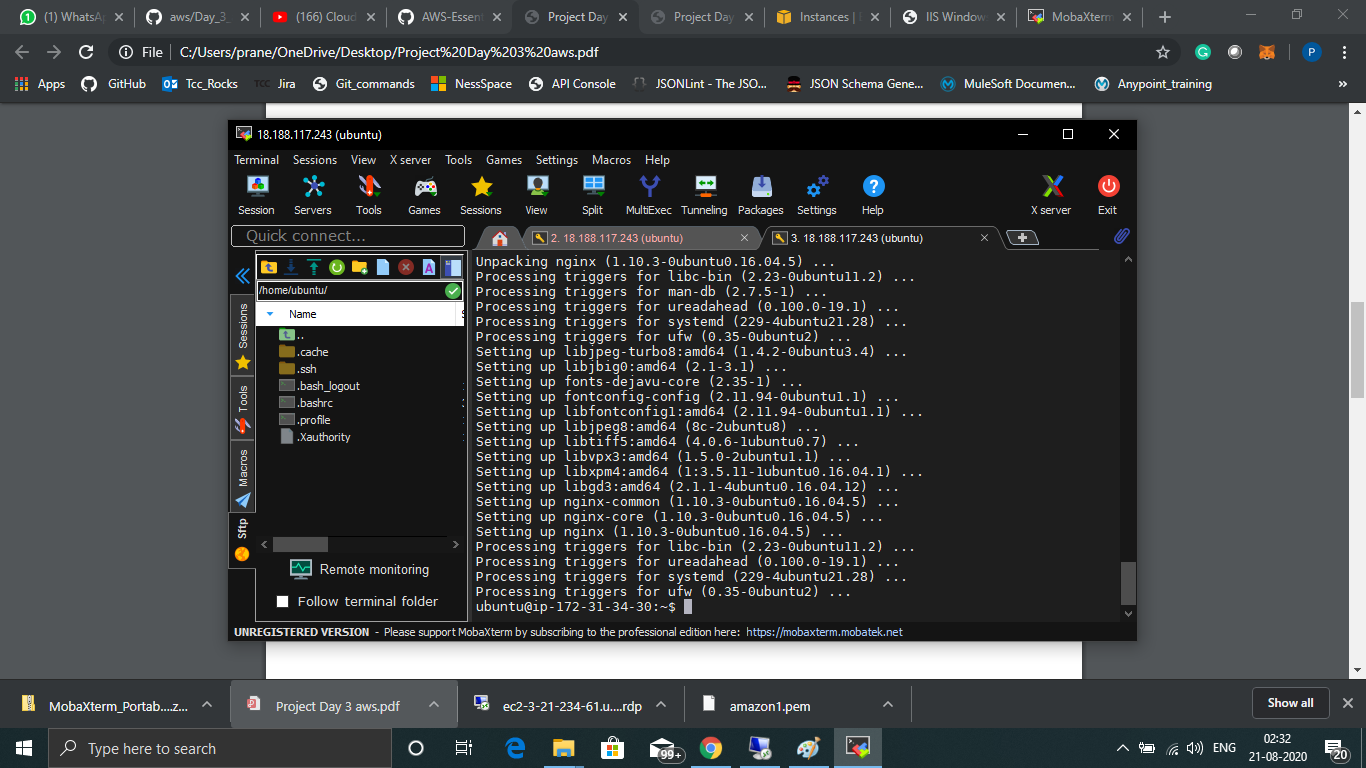 (1) WhatsA
aws/Day_3_
(166) Cloud
AWS-Essen
Project Day
Project Day
Instances |
IIS Window
MobaXterm
File
C:/Users/prane/OneDrive/Desktop/Project%20Day%203%20aws.pdf
P
Apps
GitHub
Tcc_Rocks
TCC
Jira
Git_commands
NessSpace
API Console
JSONLint - The JSO...
JSON Schema Gene...
MuleSoft Documen...
Anypoint_training
»
18.188.117.243 (ubuntu)
Terminal Sessions View X server Tools Games Settings Macros Help
Session Servers Tools Games Sessions View Split MultiExec Tunneling Packages Settings Help X server Exit
Quick connect...
2. 18.188.117.243 (ubuntu)
3. 18.188.117.243 (ubuntu)
/home/ubuntu/
Name
..
.cache
.ssh
.bash_logout
.bashrc
.profile
.Xauthority
Sessions
Tools
Macros
Sftp
Remote monitoring
Follow terminal folder
Unpacking nginx (1.10.3-0ubuntu0.16.04.5) ...
Processing triggers for libc-bin (2.23-0ubuntu11.2) ...
Processing triggers for man-db (2.7.5-1) ...
Processing triggers for ureadahead (0.100.0-19.1) ...
Processing triggers for systemd (229-4ubuntu21.28) ...
Processing triggers for ufw (0.35-0ubuntu2) ...
Setting up libjpeg-turbo8:amd64 (1.4.2-0ubuntu3.4) ...
Setting up libjbig0:amd64 (2.1-3.1) ...
Setting up fonts-dejavu-core (2.35-1) ...
Setting up fontconfig-config (2.11.94-0ubuntu1.1) ...
Setting up libfontconfig1:amd64 (2.11.94-0ubuntu1.1) ...
Setting up libjpeg8:amd64 (8c-2ubuntu8) ...
Setting up libtiff5:amd64 (4.0.6-1ubuntu0.7) ...
Setting up libvpx3:amd64 (1.5.0-2ubuntu1.1) ...
Setting up libxpm4:amd64 (1:3.5.11-1ubuntu0.16.04.1) ...
Setting up libgd3:amd64 (2.1.1-4ubuntu0.16.04.12) ...
Setting up nginx-common (1.10.3-0ubuntu0.16.04.5) ...
Setting up nginx-core (1.10.3-0ubuntu0.16.04.5) ...
Setting up nginx (1.10.3-0ubuntu0.16.04.5) ...
Processing triggers for libc-bin (2.23-0ubuntu11.2) ...
Processing triggers for ureadahead (0.100.0-19.1) ...
Processing triggers for systemd (229-4ubuntu21.28) ...
Processing triggers for ufw (0.35-0ubuntu2) ...
ubuntu@ip-172-31-34-30:~$
UNREGISTERED VERSION - Please support MobaXterm by subscribing to the professional edition here: https://mobaxterm.mobatek.net
MobaXterm_Portab....z...
Project Day 3 aws.pdf
ec2-3-21-234-61.u....rdp
amazon1.pem
Show all
Type here to search
99+
ENG
02:32
21-08-2020
20